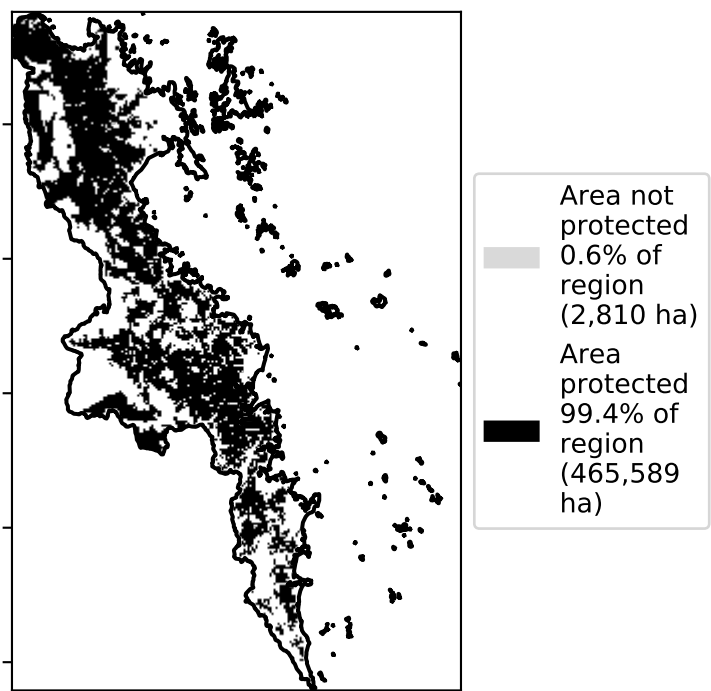 Area not
protected
0.6% of
region
(2,810 ha)
Area
protected
99.4% of
region
(465,589
ha)